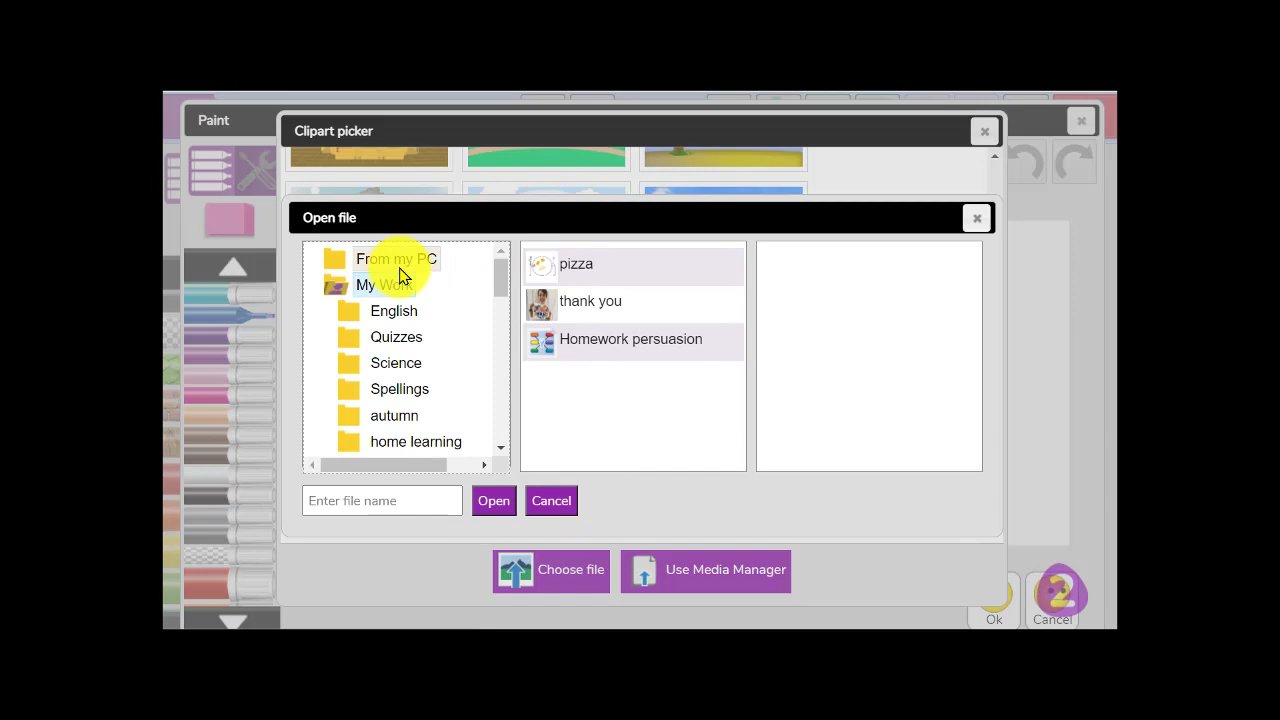 Paint
Clipart picker
Open file
From my PC
My Work
English
Quizzes
Science
Spellings
autumn
home learning
pizza
thank you
Homework persuasion
Enter file name
Open
Cancel
Choose file
Use Media Manager
Ok
Cancel
2